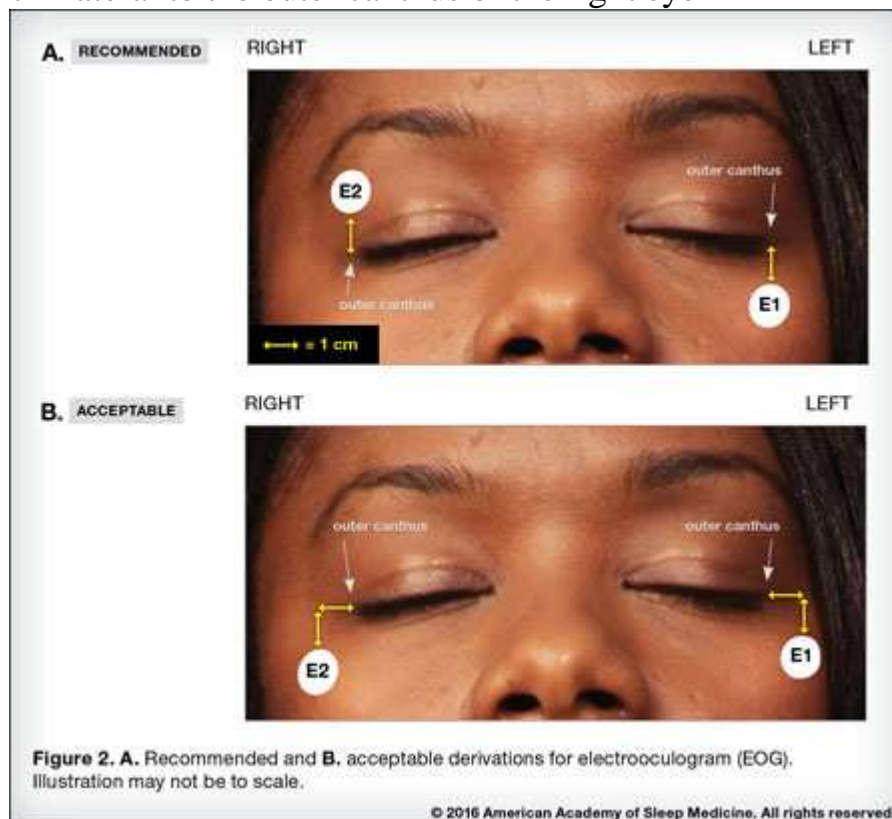 A. RECOMMENDED RIGHT LEFT
outer canthus
E2
outer canthus
E1
= 1 cm
B. ACCEPTABLE RIGHT LEFT
outer canthus outer canthus
E2 E1
Figure 2. A. Recommended and B. acceptable derivations for electrooculogram (EOG).
Illustration may not be to scale.
© 2016 American Academy of Sleep Medicine. All rights reserved